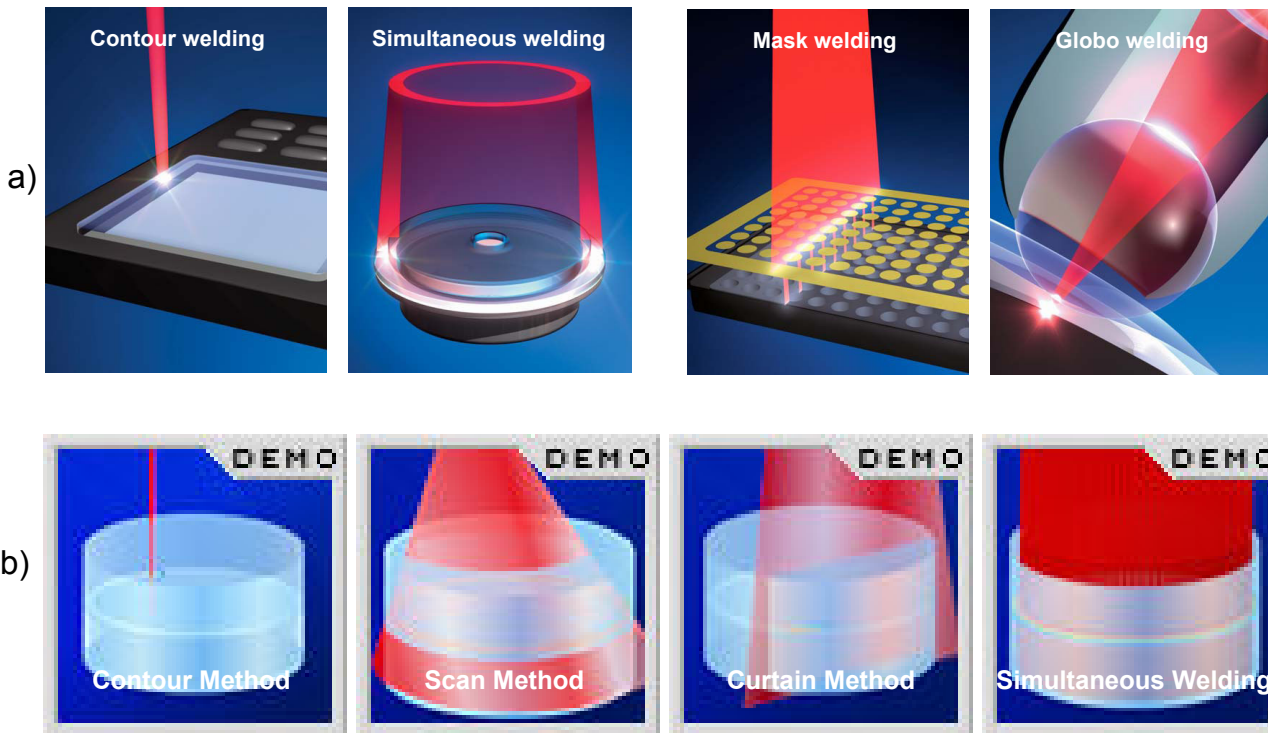 Contour welding
Simultaneous welding
Mask welding
Globo welding
a)
DEMO
DEMO
DEMO
DEMO
b)
Contour Method
Scan Method
Curtain Method
Simultaneous Welding